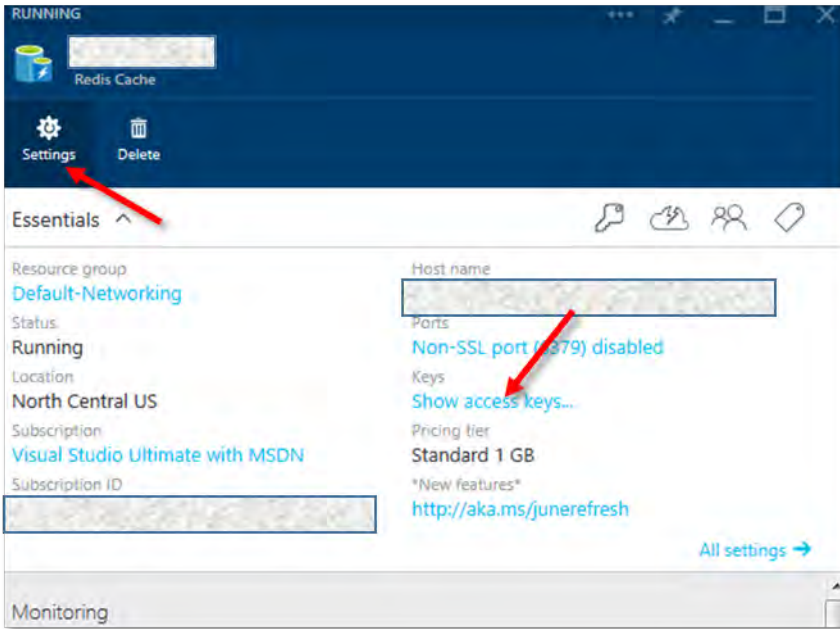 RUNNING
Redis Cache
Settings
Delete
Essentials
Resource group
Default-Networking
Status
Running
Location
North Central US
Subscription
Visual Studio Ultimate with MSDN
Subscription ID
Host name
Ports
Non-SSL port (6379) disabled
Keys
Show access keys...
Pricing tier
Standard 1 GB
*New features*
http://aka.ms/junerefresh
All settings →
Monitoring